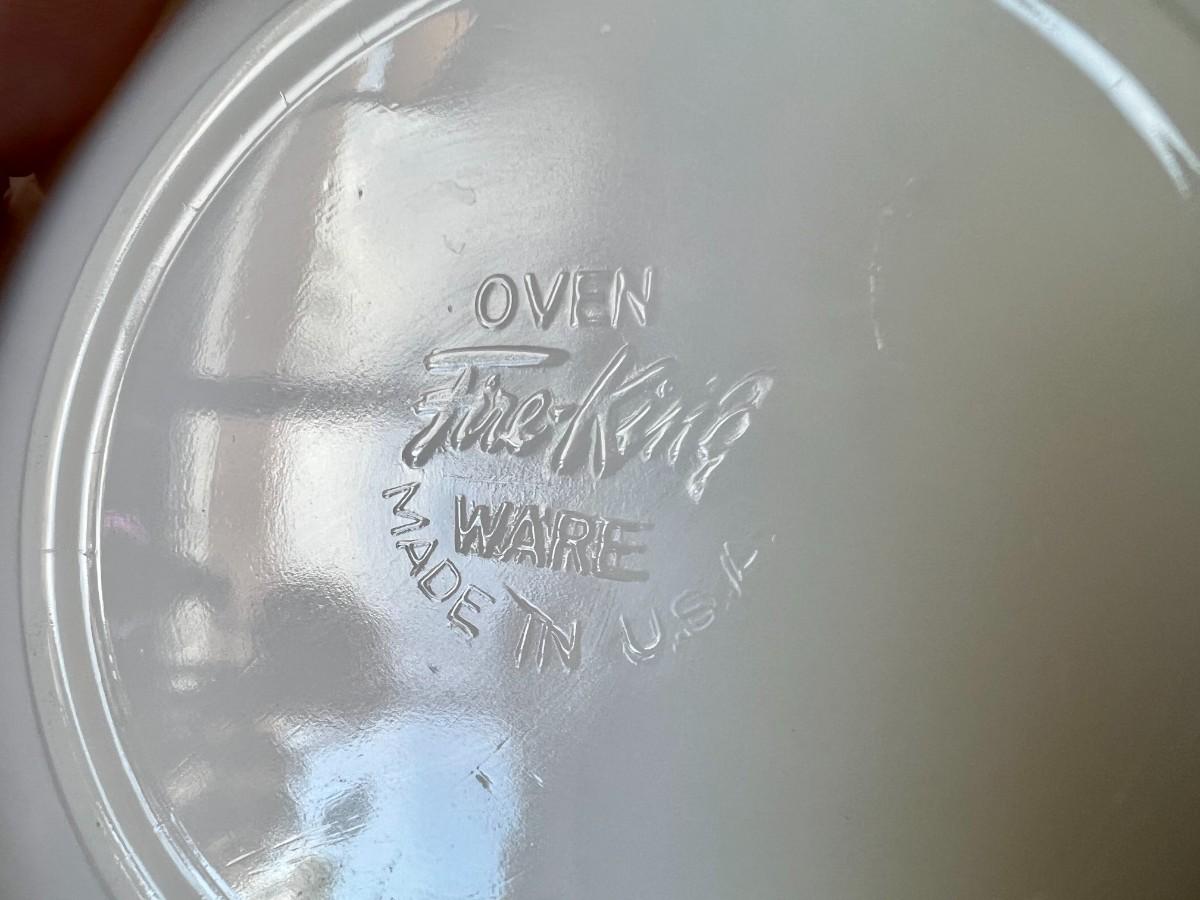 OVEN
Fire-King
WARE
MADE IN U.S.A.